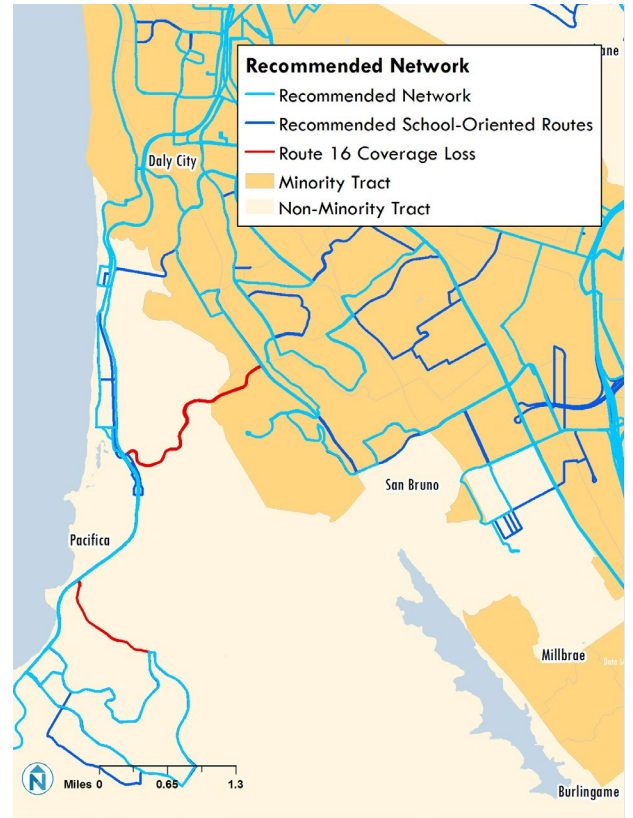 Recommended Network
Recommended Network
Recommended School-Oriented Routes
Route 16 Coverage Loss
Minority Tract
Non-Minority Tract
Daly City
San Bruno
Pacifica
Millbrae
Burlingame
N
Miles 0 0.65 1.3